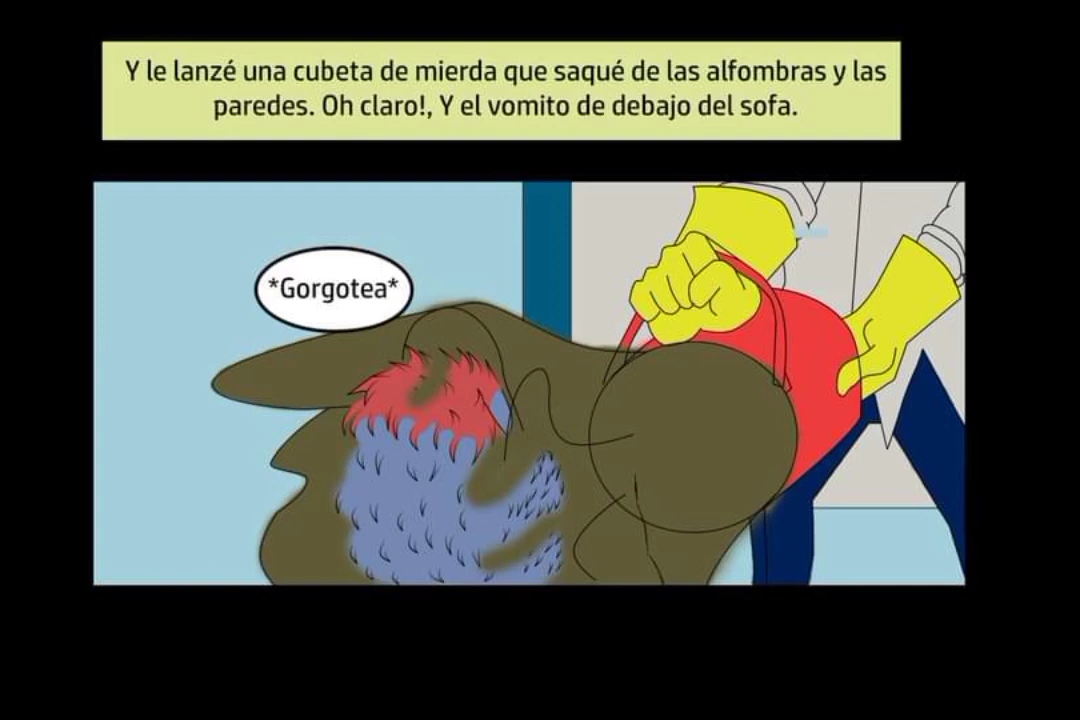 Y le lanzé una cubeta de mierda que saqué de las alfombras y las
paredes. Oh claro!, Y el vomito de debajo del sofa.
*Gorgotea*